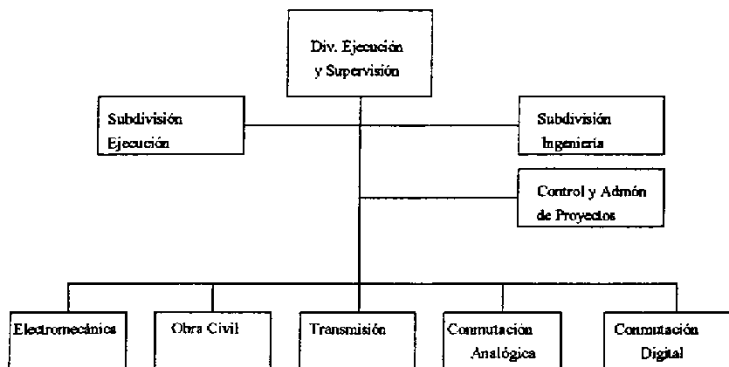 Div. Ejecución
y Supervisión
Subdivisión
Ejecución
Subdivisión
Ingeniería
Control y Admón
de Proyectos
Electromecánica
Obra Civil
Transmisión
Conmutación
Analógica
Conmutación
Digital